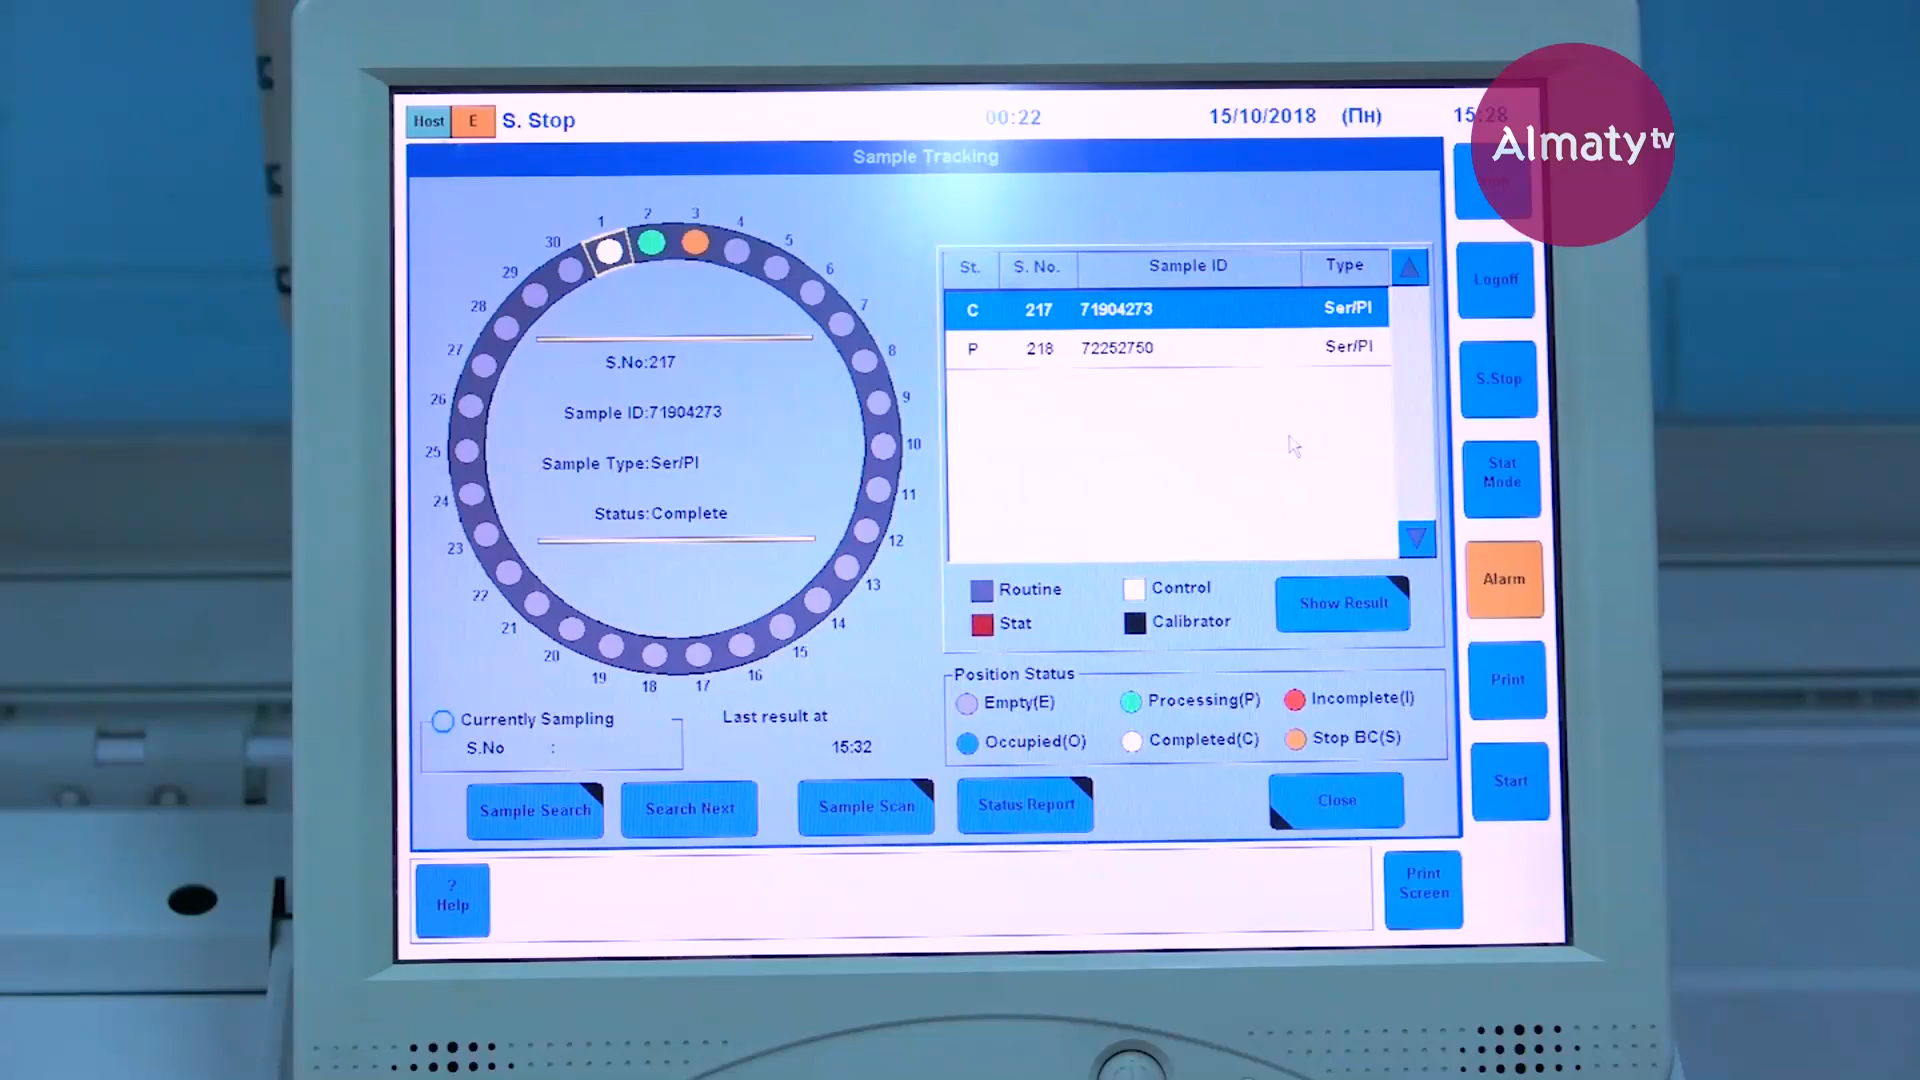 Host E S. Stop 00:22 15/10/2018 (Пн) 15:28
Almaty tv
Sample Tracking
1 2 3 4 5 6 7 8 9 10 11 12 13 14 15 16 17 18 19 20 21 22 23 24 25 26 27 28 29 30
S.No:217
Sample ID:71904273
Sample Type:Ser/Pl
Status:Complete
Currently Sampling
S.No :
Last result at
15:32
St. S. No. Sample ID Type
C 217 71904273 Ser/Pl
P 218 72252750 Ser/Pl
Routine Control
Stat Calibrator
Show Result
Position Status
Empty(E) Processing(P) Incomplete(I)
Occupied(O) Completed(C) Stop BC(S)
Sample Search Search Next Sample Scan Status Report Close
Logoff
S.Stop
Stat
Mode
Alarm
Print
Start
?
Help
Print
Screen